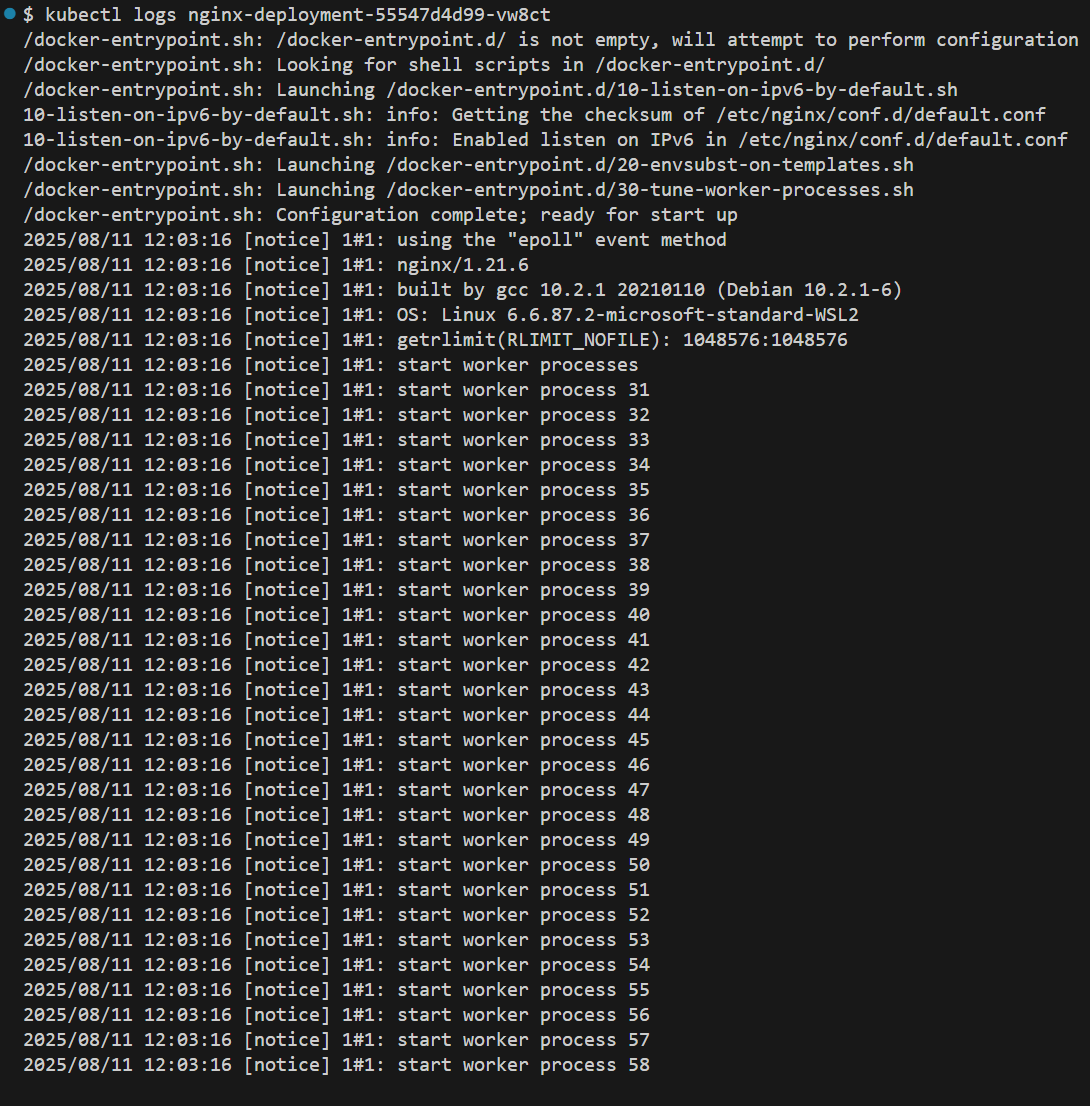 $ kubectl logs nginx-deployment-55547d4d99-vw8ct
/docker-entrypoint.sh: /docker-entrypoint.d/ is not empty, will attempt to perform configuration
/docker-entrypoint.sh: Looking for shell scripts in /docker-entrypoint.d/
/docker-entrypoint.sh: Launching /docker-entrypoint.d/10-listen-on-ipv6-by-default.sh
10-listen-on-ipv6-by-default.sh: info: Getting the checksum of /etc/nginx/conf.d/default.conf
10-listen-on-ipv6-by-default.sh: info: Enabled listen on IPv6 in /etc/nginx/conf.d/default.conf
/docker-entrypoint.sh: Launching /docker-entrypoint.d/20-envsubst-on-templates.sh
/docker-entrypoint.sh: Launching /docker-entrypoint.d/30-tune-worker-processes.sh
/docker-entrypoint.sh: Configuration complete; ready for start up
2025/08/11 12:03:16 [notice] 1#1: using the "epoll" event method
2025/08/11 12:03:16 [notice] 1#1: nginx/1.21.6
2025/08/11 12:03:16 [notice] 1#1: built by gcc 10.2.1 20210110 (Debian 10.2.1-6)
2025/08/11 12:03:16 [notice] 1#1: OS: Linux 6.6.87.2-microsoft-standard-WSL2
2025/08/11 12:03:16 [notice] 1#1: getrlimit(RLIMIT_NOFILE): 1048576:1048576
2025/08/11 12:03:16 [notice] 1#1: start worker processes
2025/08/11 12:03:16 [notice] 1#1: start worker process 31
2025/08/11 12:03:16 [notice] 1#1: start worker process 32
2025/08/11 12:03:16 [notice] 1#1: start worker process 33
2025/08/11 12:03:16 [notice] 1#1: start worker process 34
2025/08/11 12:03:16 [notice] 1#1: start worker process 35
2025/08/11 12:03:16 [notice] 1#1: start worker process 36
2025/08/11 12:03:16 [notice] 1#1: start worker process 37
2025/08/11 12:03:16 [notice] 1#1: start worker process 38
2025/08/11 12:03:16 [notice] 1#1: start worker process 39
2025/08/11 12:03:16 [notice] 1#1: start worker process 40
2025/08/11 12:03:16 [notice] 1#1: start worker process 41
2025/08/11 12:03:16 [notice] 1#1: start worker process 42
2025/08/11 12:03:16 [notice] 1#1: start worker process 43
2025/08/11 12:03:16 [notice] 1#1: start worker process 44
2025/08/11 12:03:16 [notice] 1#1: start worker process 45
2025/08/11 12:03:16 [notice] 1#1: start worker process 46
2025/08/11 12:03:16 [notice] 1#1: start worker process 47
2025/08/11 12:03:16 [notice] 1#1: start worker process 48
2025/08/11 12:03:16 [notice] 1#1: start worker process 49
2025/08/11 12:03:16 [notice] 1#1: start worker process 50
2025/08/11 12:03:16 [notice] 1#1: start worker process 51
2025/08/11 12:03:16 [notice] 1#1: start worker process 52
2025/08/11 12:03:16 [notice] 1#1: start worker process 53
2025/08/11 12:03:16 [notice] 1#1: start worker process 54
2025/08/11 12:03:16 [notice] 1#1: start worker process 55
2025/08/11 12:03:16 [notice] 1#1: start worker process 56
2025/08/11 12:03:16 [notice] 1#1: start worker process 57
2025/08/11 12:03:16 [notice] 1#1: start worker process 58